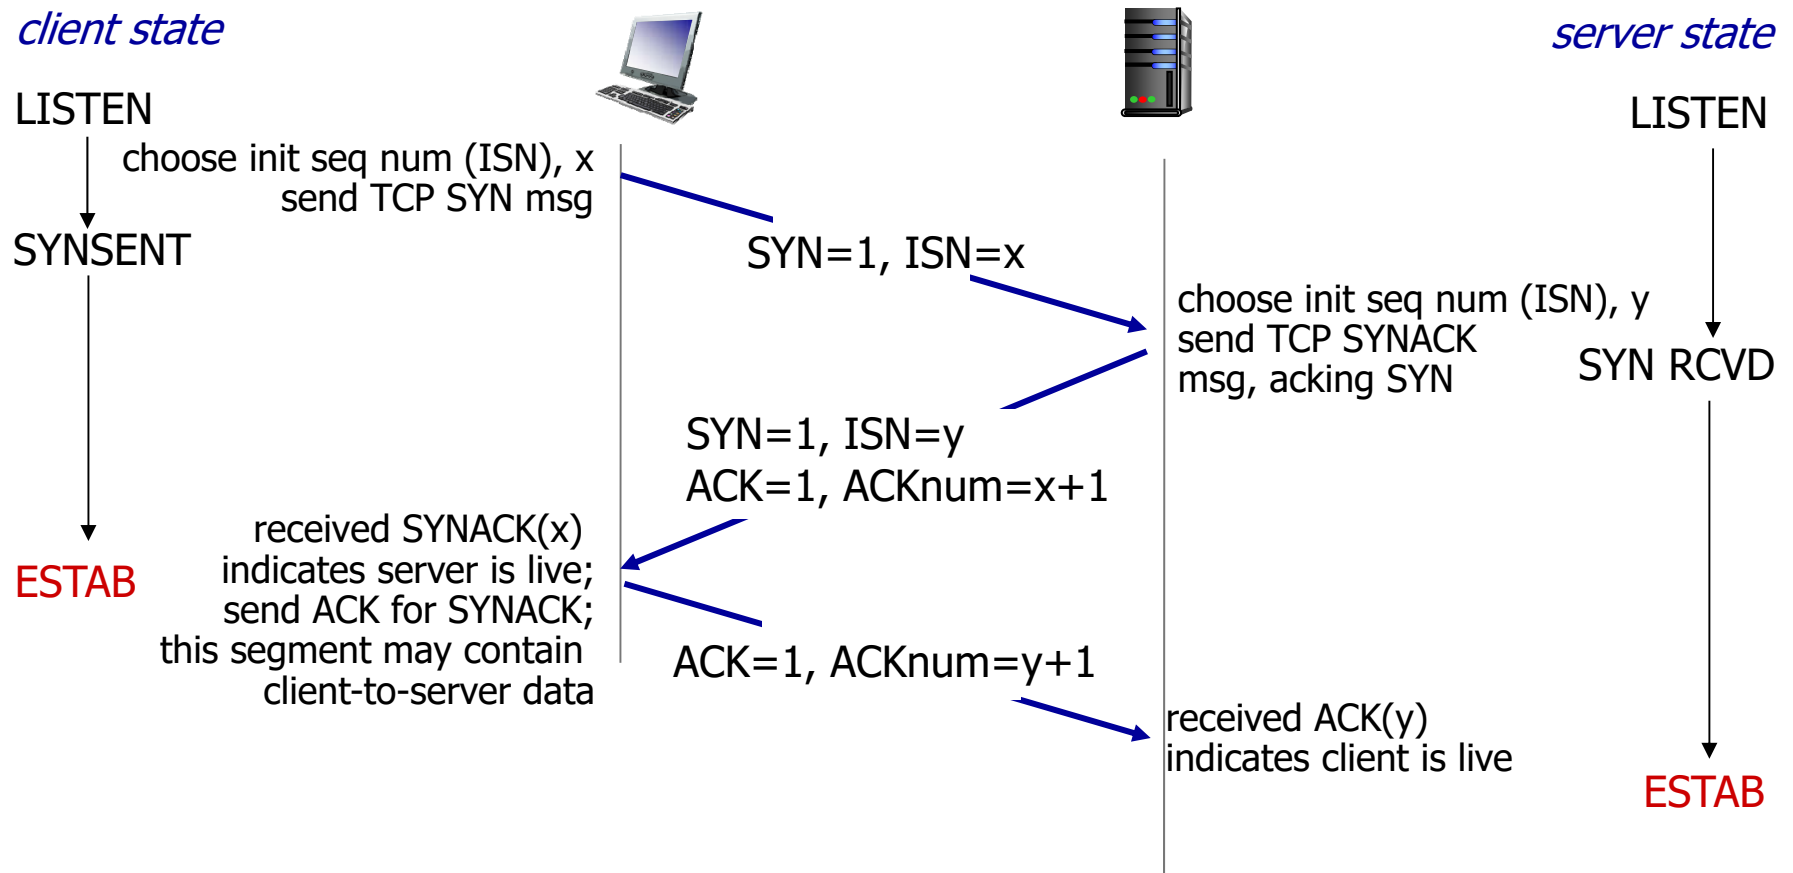 client state
server state
LISTEN
LISTEN
choose init seq num (ISN), x
send TCP SYN msg
SYNSENT
SYN=1, ISN=x
choose init seq num (ISN), y
send TCP SYNACK
msg, acking SYN
SYN RCVD
SYN=1, ISN=y
ACK=1, ACKnum=x+1
received SYNACK(x)
indicates server is live;
send ACK for SYNACK;
this segment may contain
client-to-server data
ESTAB
ACK=1, ACKnum=y+1
received ACK(y)
indicates client is live
ESTAB